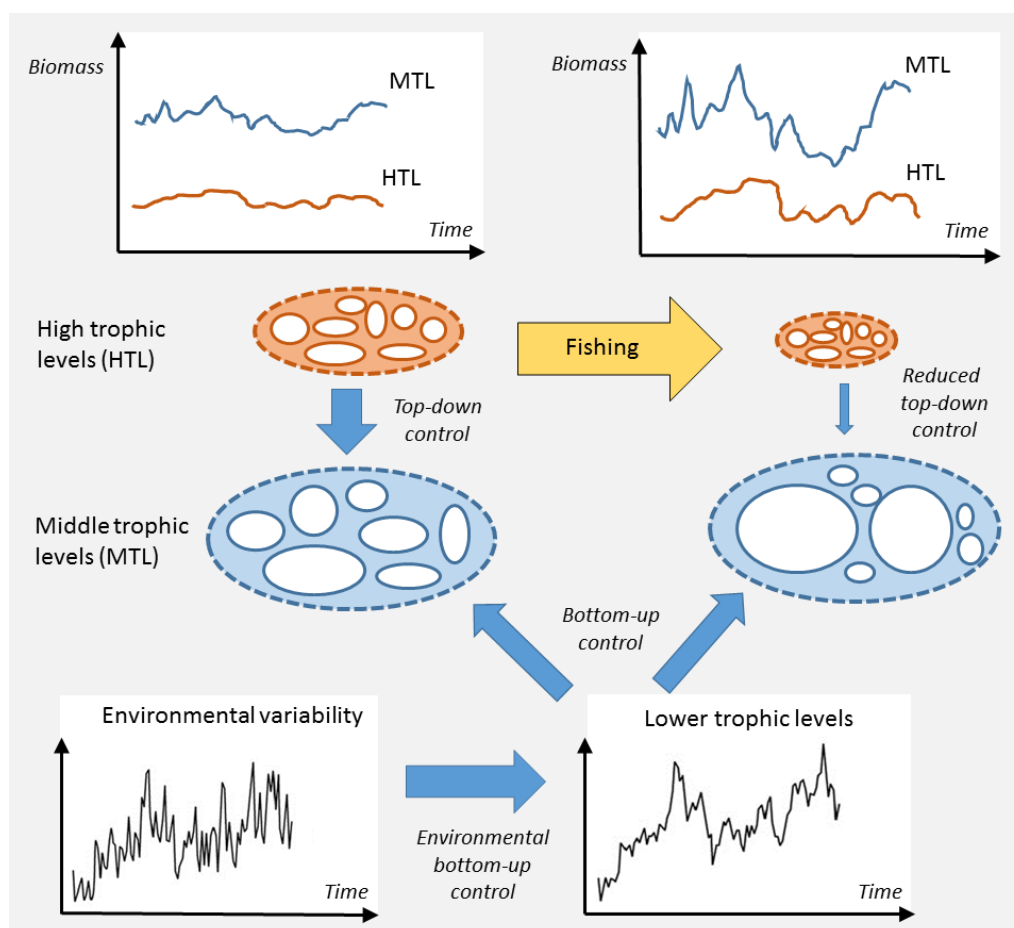 Biomass
MTL
HTL
Time
Biomass
MTL
HTL
Time
High trophic
levels (HTL)
Fishing
Top-down
control
Reduced
top-down
control
Middle trophic
levels (MTL)
Bottom-up
control
Environmental variability
Time
Environmental
bottom-up
control
Lower trophic levels
Time